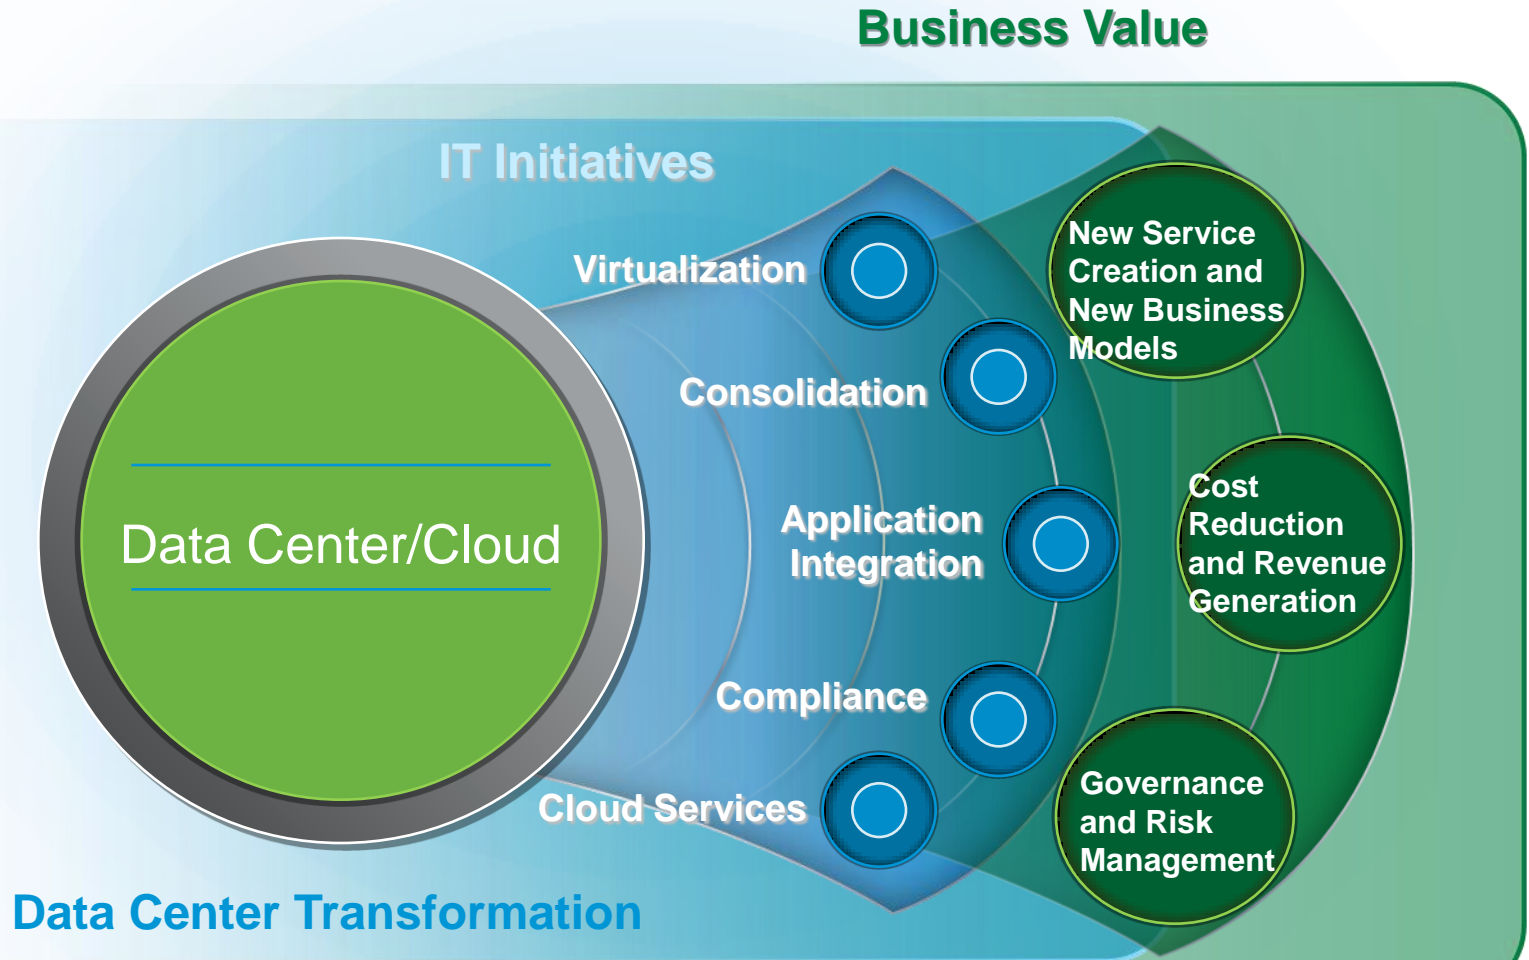 Business Value
IT Initiatives
Virtualization
Consolidation
Application
Integration
Compliance
Cloud Services
New Service
Creation and
New Business
Models
Cost
Reduction
and Revenue
Generation
Governance
and Risk
Management
Data Center/Cloud
Data Center Transformation